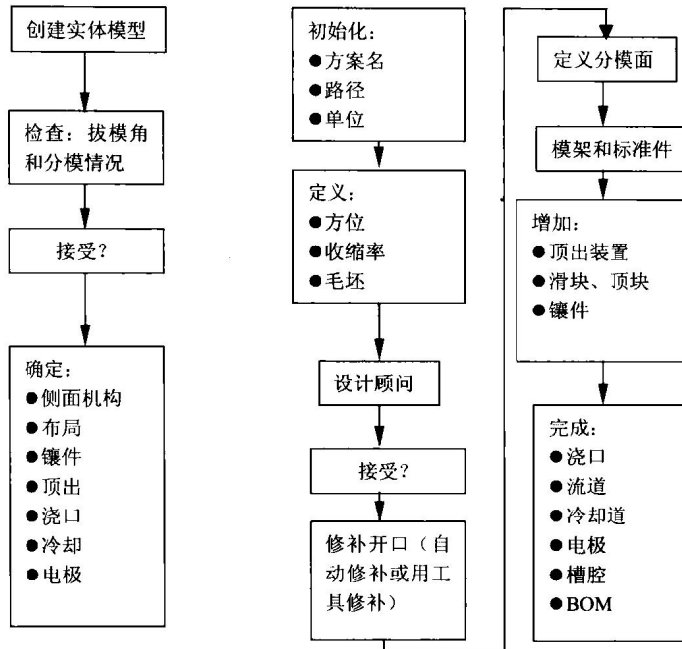 创建实体模型
检查：拔模角
和分模情况
接受？
确定：
●侧面机构
●布局
●镶件
●顶出
●浇口
●冷却
●电极
初始化：
●方案名
●路径
●单位
定义：
●方位
●收缩率
●毛坯
设计顾问
接受？
修补开口（自
动修补或用工
具修补）
定义分模面
模架和标准件
增加：
●顶出装置
●滑块、顶块
●镶件
完成：
●浇口
●流道
●冷却道
●电极
●槽腔
●BOM